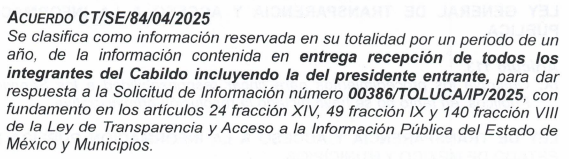 ACUERDO CT/SE/84/04/2025
Se clasifica como información reservada en su totalidad por un periodo de un
año, de la información contenida en entrega recepción de todos los
integrantes del Cabildo incluyendo la del presidente entrante, para dar
respuesta a la Solicitud de Información número 00386/TOLUCA/IP/2025, con
fundamento en los artículos 24 fracción XIV, 49 fracción IX y 140 fracción VIII
de la Ley de Transparencia y Acceso a la Información Pública del Estado de
México y Municipios.